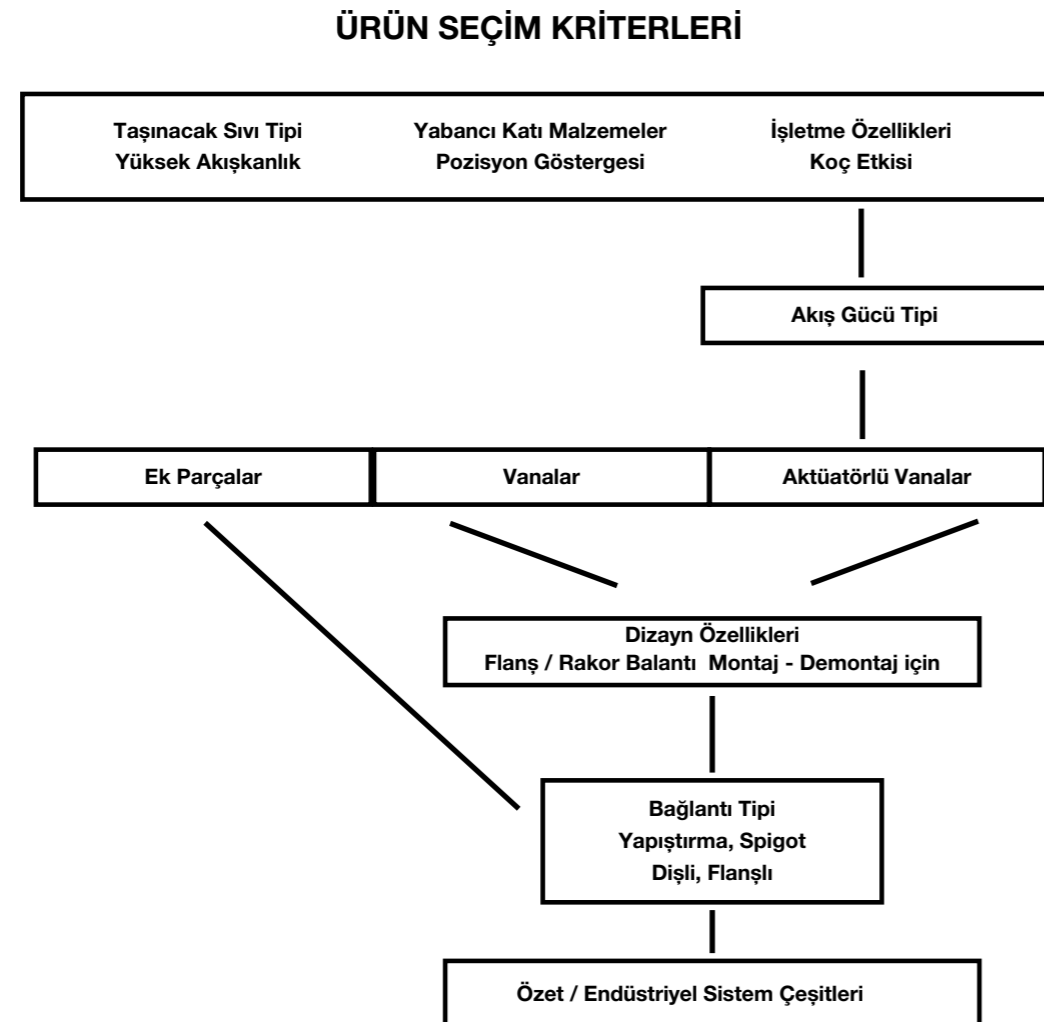 ÜRÜN SEÇİM KRİTERLERİ
Taşınacak Sıvı Tipi
Yüksek Akışkanlık
Yabancı Katı Malzemeler
Pozisyon Göstergesi
İşletme Özellikleri
Koç Etkisi
Akış Gücü Tipi
Ek Parçalar
Vanalar
Aktüatörlü Vanalar
Dizayn Özellikleri
Flanş / Rakor Balantı Montaj - Demontaj için
Bağlantı Tipi
Yapıştırma, Spigot
Dişli, Flanşlı
Özet / Endüstriyel Sistem Çeşitleri